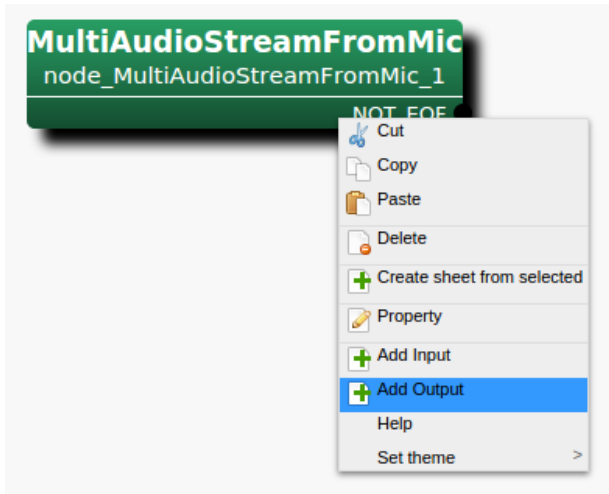 MultiAudioStreamFromMic
node_MultiAudioStreamFromMic_1
NOT_EOF
Cut
Copy
Paste
Delete
Create sheet from selected
Property
Add Input
Add Output
Help
Set theme >